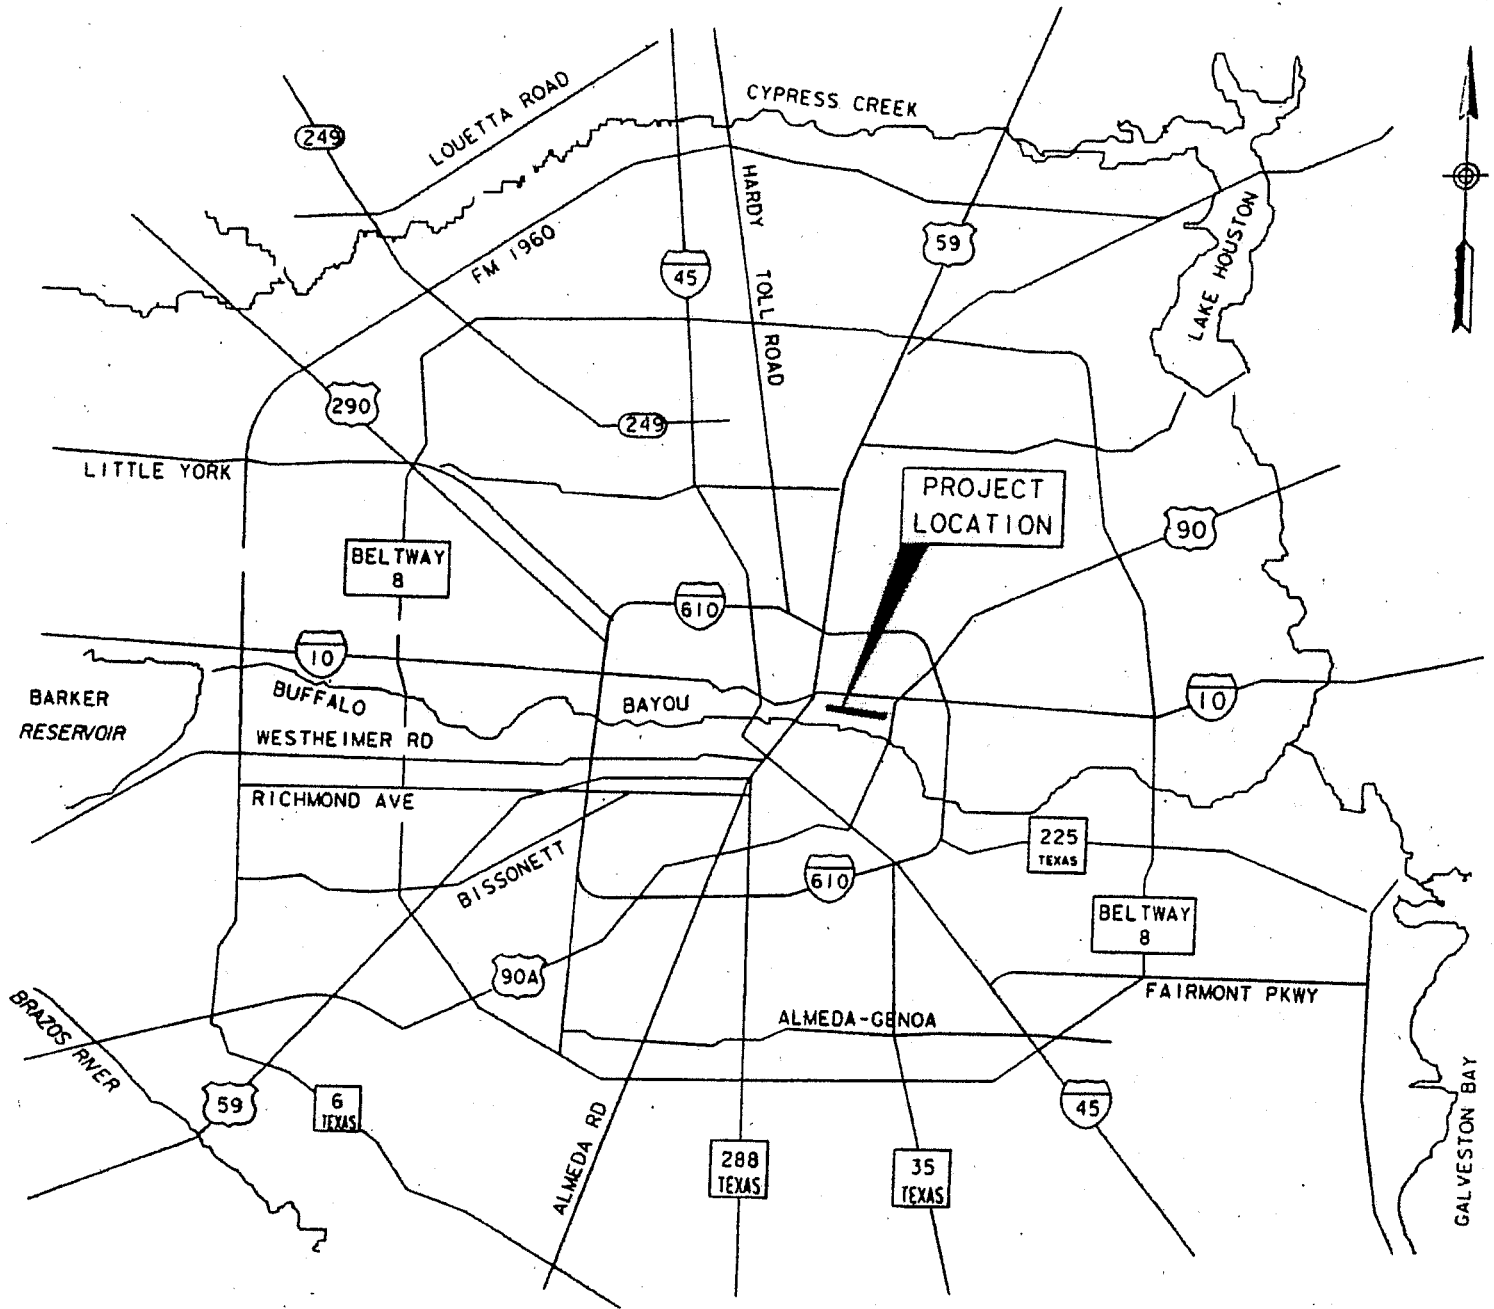 CYPRESS CREEK
LOUETTA ROAD
249
HARDY TOLL ROAD
FM 1960
59
45
LAKE HOUSTON
290
249
LITTLE YORK
PROJECT
LOCATION
90
BELTWAY
8
610
10
BUFFALO BAYOU
10
BARKER
RESERVOIR
WESTHEIMER RD
RICHMOND AVE
225
TEXAS
BISSONETT
610
BELTWAY
8
90A
FAIRMONT PKWY
ALMEDA-GENOA
BRAZOS RIVER
59
6
TEXAS
45
ALMEDA RD
288
TEXAS
35
TEXAS
GALVESTON BAY